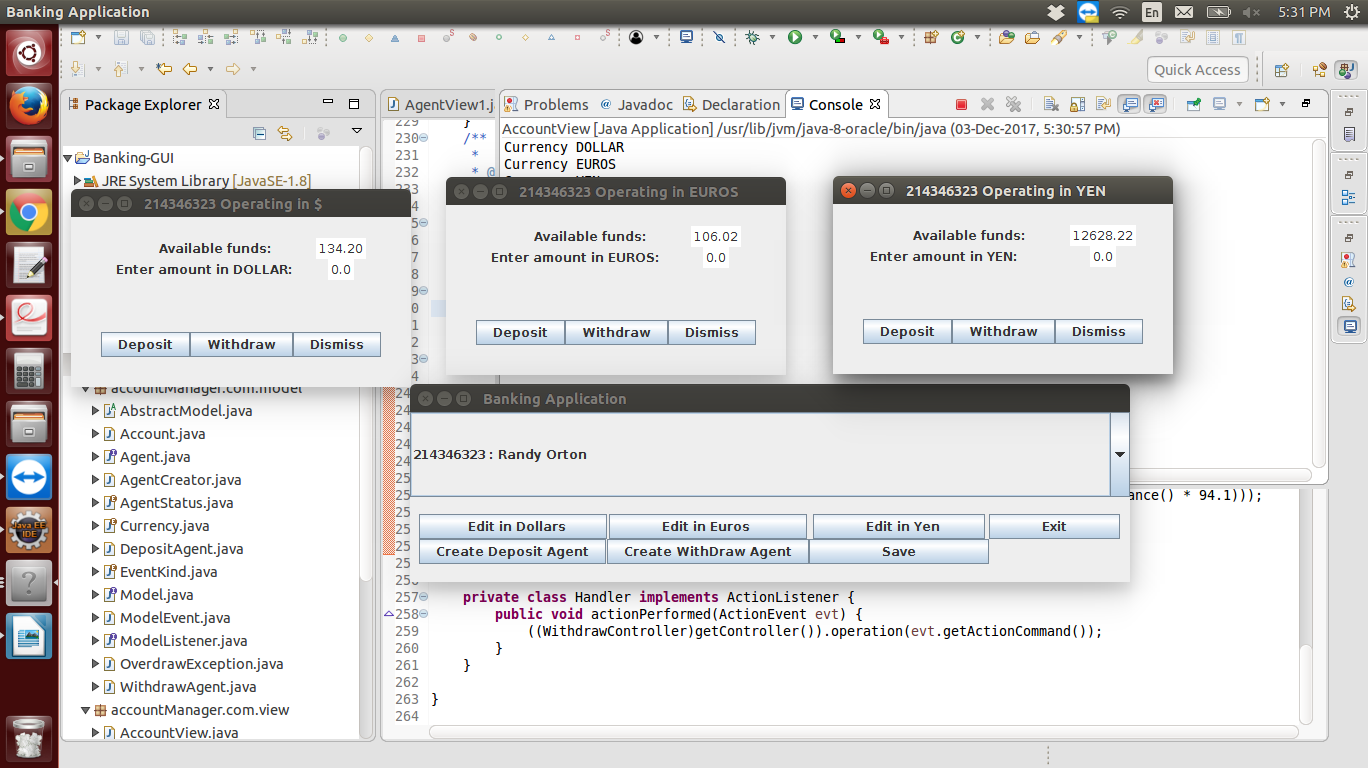 Banking Application
En
5:31 PM
Quick Access
Package Explorer
Banking-GUI
JRE System Library [JavaSE-1.8]
AgentView1.j
Problems
@ Javadoc
Declaration
Console
AccountView [Java Application] /usr/lib/jvm/java-8-oracle/bin/java (03-Dec-2017, 5:30:57 PM)
Currency DOLLAR
Currency EUROS
229 }
230 /**
231 *
232 * @
233
214346323 Operating in $
Available funds: 134.20
Enter amount in DOLLAR: 0.0
Deposit
Withdraw
Dismiss
214346323 Operating in EUROS
Available funds: 106.02
Enter amount in EUROS: 0.0
Deposit
Withdraw
Dismiss
214346323 Operating in YEN
Available funds: 12628.22
Enter amount in YEN: 0.0
Deposit
Withdraw
Dismiss
accountManager.com.model
AbstractModel.java
Account.java
Agent.java
AgentCreator.java
AgentStatus.java
Currency.java
DepositAgent.java
EventKind.java
Model.java
ModelEvent.java
ModelListener.java
OverdrawException.java
WithdrawAgent.java
accountManager.com.view
AccountView.java
Java EE
IDE
Banking Application
214346323 : Randy Orton
Edit in Dollars
Edit in Euros
Edit in Yen
Exit
Create Deposit Agent
Create WithDraw Agent
Save
ance() * 94.1)));
257 private class Handler implements ActionListener {
258 public void actionPerformed(ActionEvent evt) {
259 ((WithdrawController)getController()).operation(evt.getActionCommand());
260 }
261 }
262
263 }
264